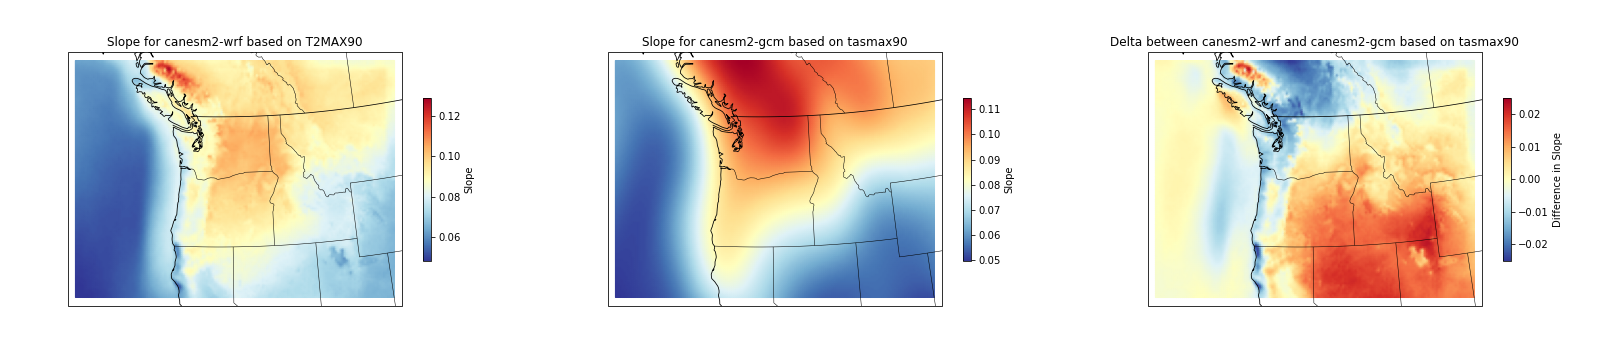 Slope for canesm2-wrf based on T2MAX90
0.12
0.10
0.08
0.06
Slope
Slope for canesm2-gcm based on tasmax90
0.11
0.10
0.09
0.08
0.07
0.06
0.05
Slope
Delta between canesm2-wrf and canesm2-gcm based on tasmax90
0.02
0.01
0.00
−0.01
−0.02
Difference in Slope